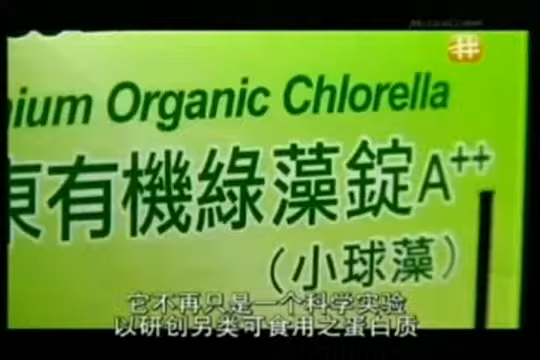 nium Organic Chlorella
東有機綠藻錠A++
(小球藻)
它不再只是一个科学实验
以研创另类可食用之蛋白质